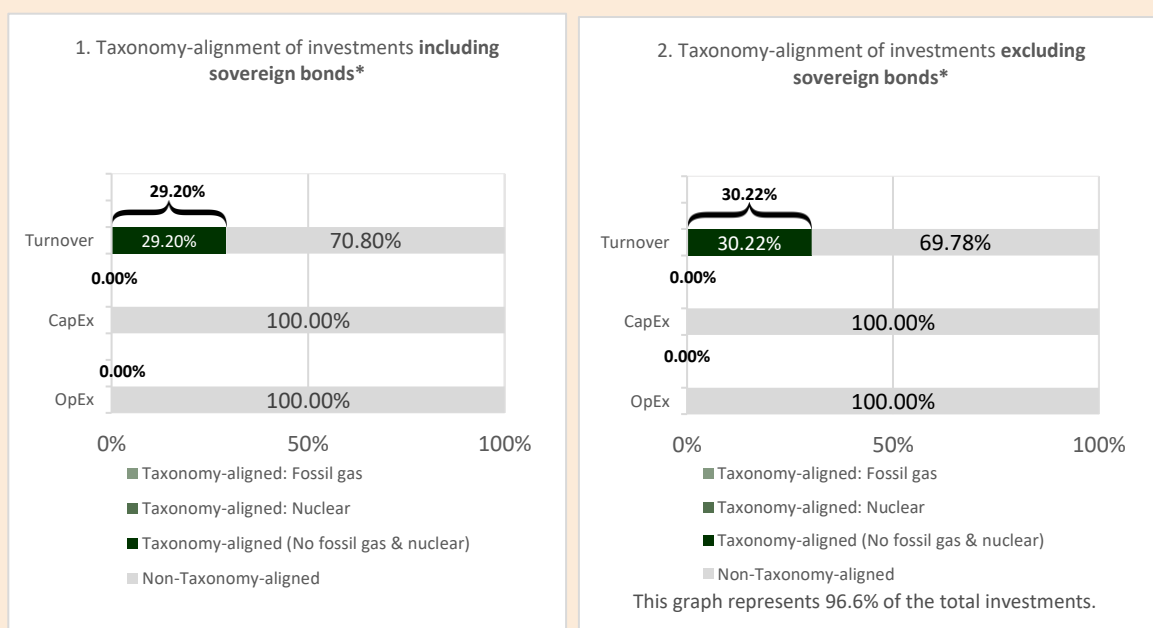 1. Taxonomy-alignment of investments including
sovereign bonds*
29.20%
Turnover
29.20%
70.80%
0.00%
CapEx
100.00%
0.00%
OpEx
100.00%
0%
50%
100%
Taxonomy-aligned: Fossil gas
Taxonomy-aligned: Nuclear
Taxonomy-aligned (No fossil gas & nuclear)
Non-Taxonomy-aligned
2. Taxonomy-alignment of investments excluding
sovereign bonds*
30.22%
Turnover
30.22%
69.78%
0.00%
CapEx
100.00%
0.00%
OpEx
100.00%
0%
50%
100%
Taxonomy-aligned: Fossil gas
Taxonomy-aligned: Nuclear
Taxonomy-aligned (No fossil gas & nuclear)
Non-Taxonomy-aligned
This graph represents 96.6% of the total investments.